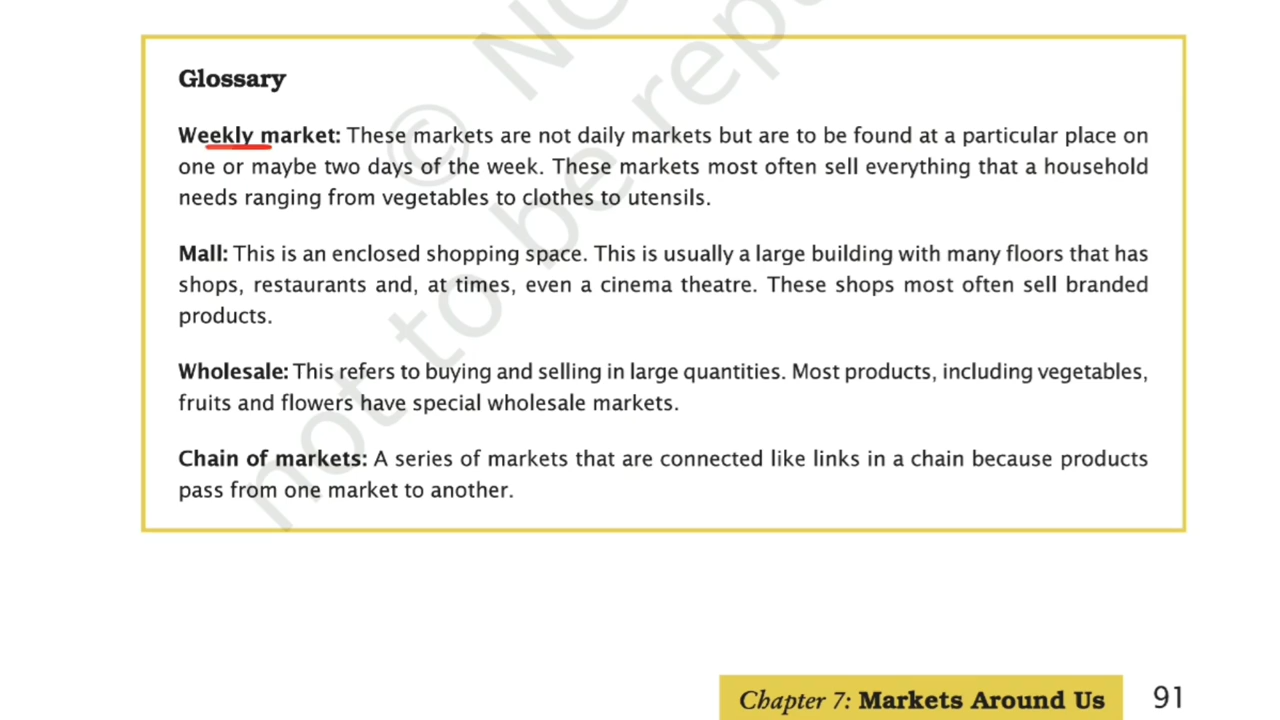 Glossary
Weekly market: These markets are not daily markets but are to be found at a particular place on
one or maybe two days of the week. These markets most often sell everything that a household
needs ranging from vegetables to clothes to utensils.
Mall: This is an enclosed shopping space. This is usually a large building with many floors that has
shops, restaurants and, at times, even a cinema theatre. These shops most often sell branded
products.
Wholesale: This refers to buying and selling in large quantities. Most products, including vegetables,
fruits and flowers have special wholesale markets.
Chain of markets: A series of markets that are connected like links in a chain because products
pass from one market to another.
Chapter 7: Markets Around Us 91
© NC
not to be rep